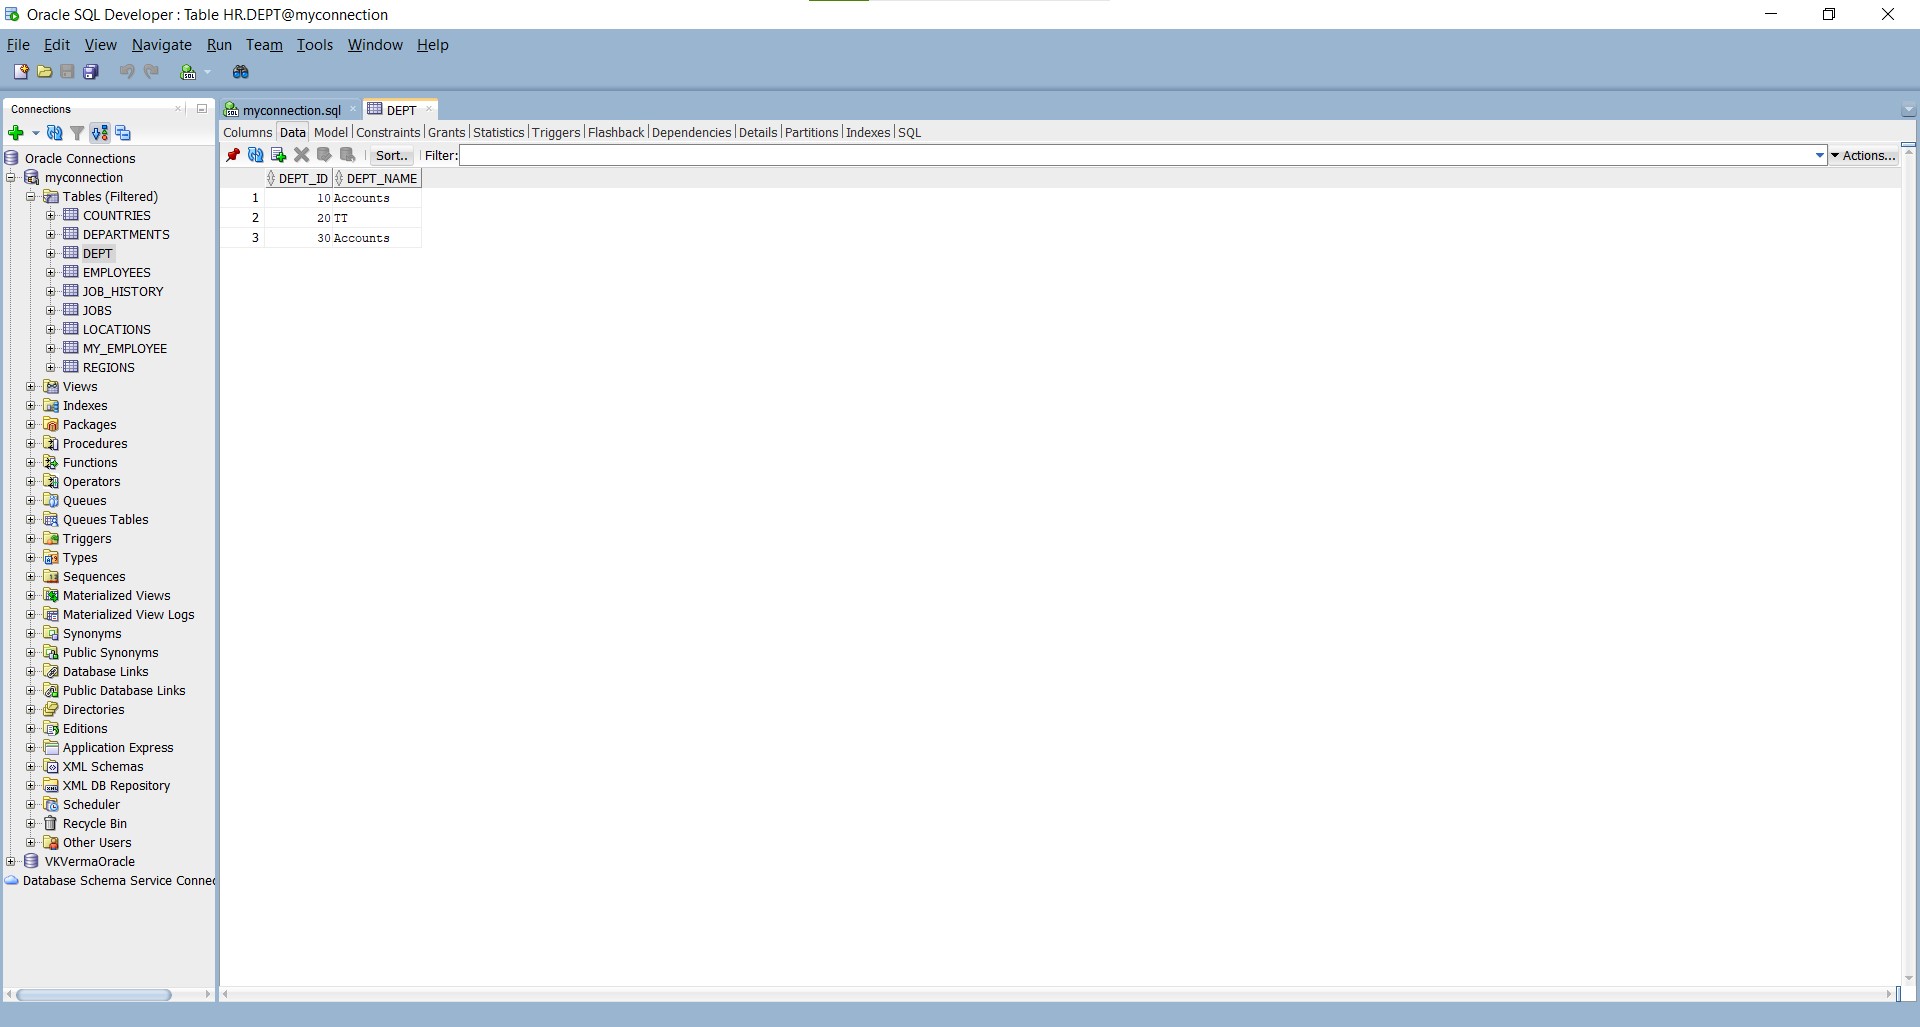 Oracle SQL Developer : Table HR.DEPT@myconnection
File Edit View Navigate Run Team Tools Window Help
Connections
myconnection.sql DEPT
Columns Data Model Constraints Grants Statistics Triggers Flashback Dependencies Details Partitions Indexes SQL
Sort.. Filter: Actions...
DEPT_ID DEPT_NAME
1 10 Accounts
2 20 TT
3 30 Accounts
Oracle Connections
myconnection
Tables (Filtered)
COUNTRIES
DEPARTMENTS
DEPT
EMPLOYEES
JOB_HISTORY
JOBS
LOCATIONS
MY_EMPLOYEE
REGIONS
Views
Indexes
Packages
Procedures
Functions
Operators
Queues
Queues Tables
Triggers
Types
Sequences
Materialized Views
Materialized View Logs
Synonyms
Public Synonyms
Database Links
Public Database Links
Directories
Editions
Application Express
XML Schemas
XML DB Repository
Scheduler
Recycle Bin
Other Users
VKVermaOracle
Database Schema Service Connec